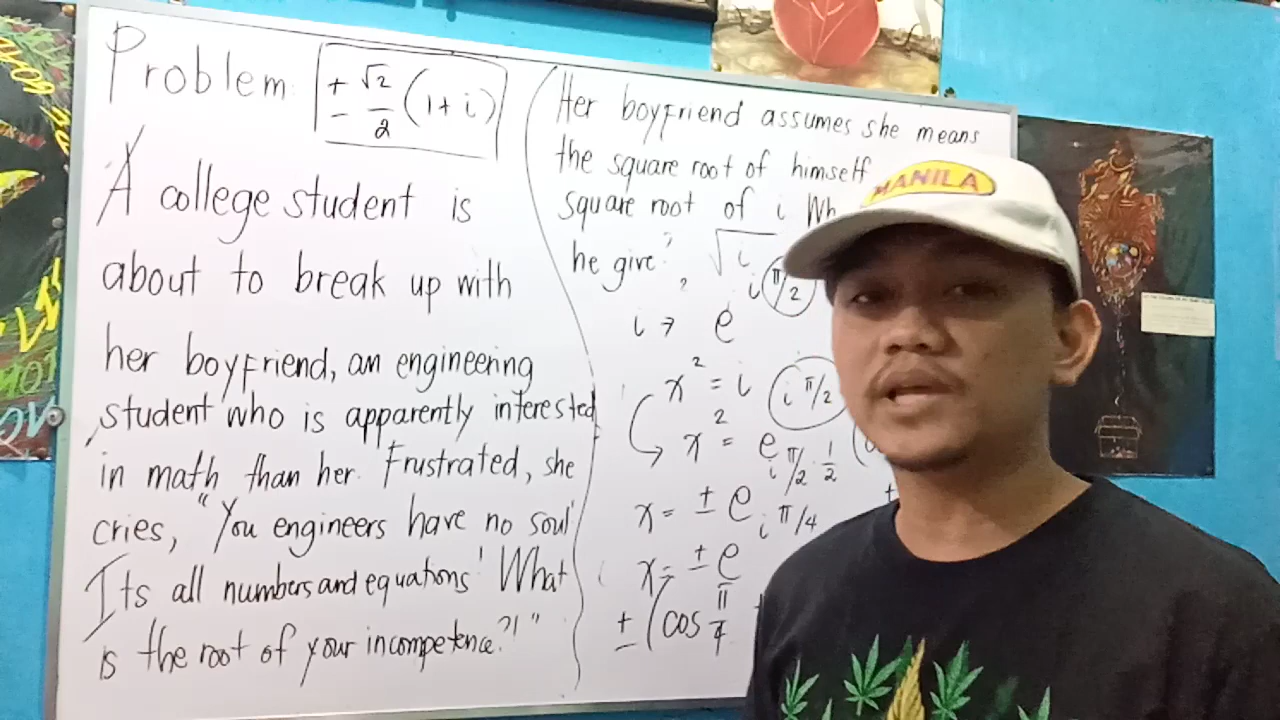 Problem: ± √2/2 (1+i)
A college student is
about to break up with
her boyfriend, an engineering
student who is apparently interested
in math than her. Frustrated, she
cries, "You engineers have no soul
Its all numbers and equations! What
is the root of your incompetence?!"
Her boyfriend assumes she means
the square root of himself
square root of i
he give? √i
i → e^(iπ/2)
x² = i
x² = e^(iπ/2)
x = ± e^(iπ/2·1/2)
x = ± e^(iπ/4)
± (cos π/4
MANILA